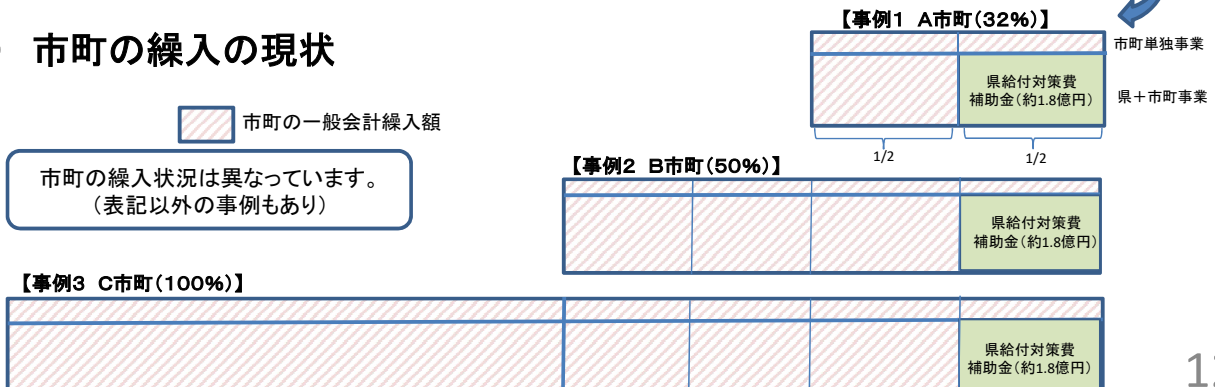 市町の繰入の現状
市町の一般会計繰入額
市町の繰入状況は異なっています。
(表記以外の事例もあり)
【事例1 A市町(32%)】
市町単独事業
県給付対策費
補助金(約1.8億円)
県＋市町事業
1/2
1/2
【事例2 B市町(50%)】
県給付対策費
補助金(約1.8億円)
【事例3 C市町(100%)】
県給付対策費
補助金(約1.8億円)